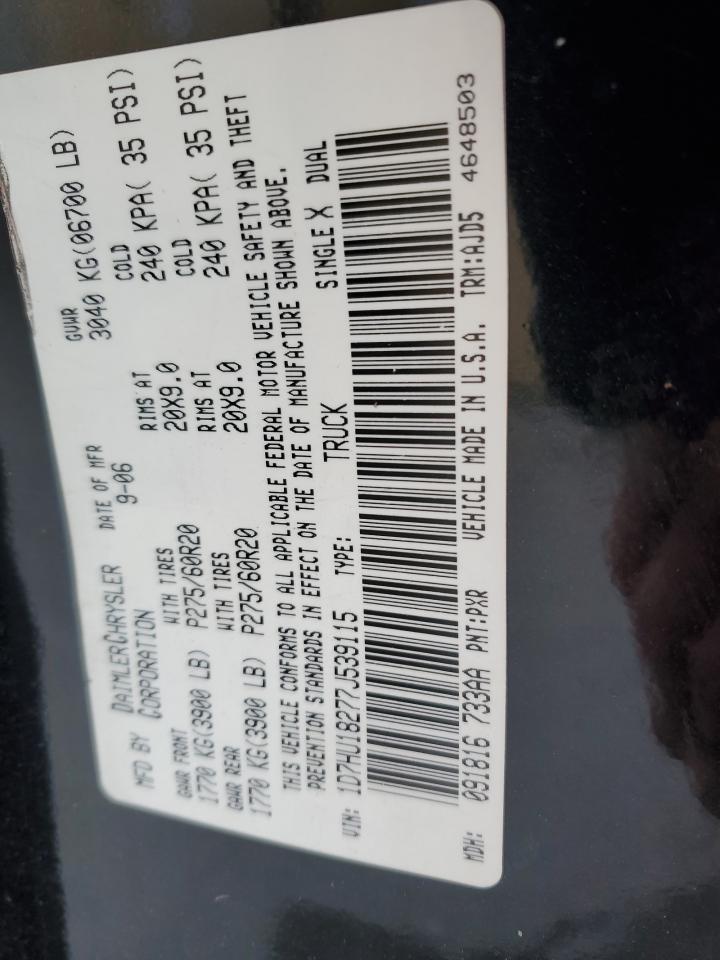 MFD BY DAIMLERCHRYSLER CORPORATION
DATE OF MFR 9-06
GVWR 3040 KG(06700 LB)
GAWR FRONT WITH TIRES RIMS AT COLD
1770 KG(3900 LB) P275/60R20 20X9.0 240 KPA( 35 PSI)
GAWR REAR WITH TIRES RIMS AT COLD
1770 KG(3900 LB) P275/60R20 20X9.0 240 KPA( 35 PSI)
THIS VEHICLE CONFORMS TO ALL APPLICABLE FEDERAL MOTOR VEHICLE SAFETY AND THEFT
PREVENTION STANDARDS IN EFFECT ON THE DATE OF MANUFACTURE SHOWN ABOVE.
VIN: 1D7HU18277J539115 TYPE: TRUCK SINGLE X DUAL
MDH: 091816 733AA PNT:PXR VEHICLE MADE IN U.S.A. TRM:AJD5 4648503